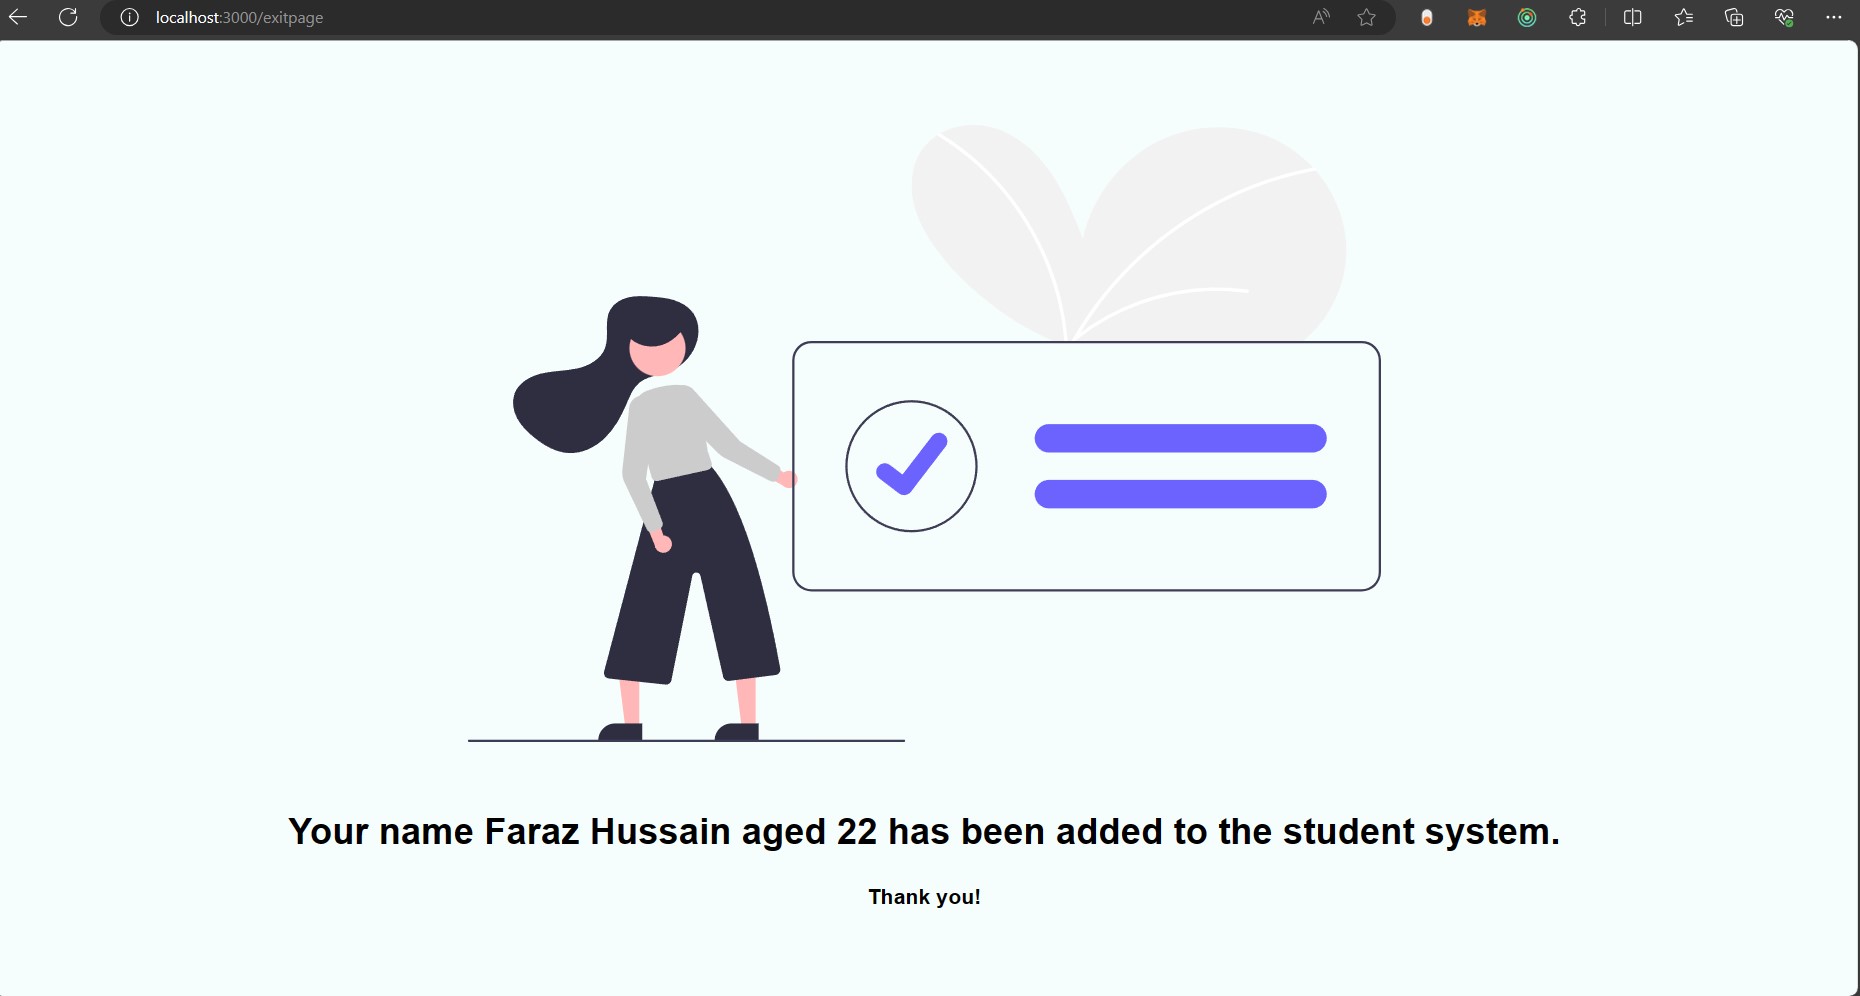 localhost:3000/exitpage
Your name Faraz Hussain aged 22 has been added to the student system.
Thank you!